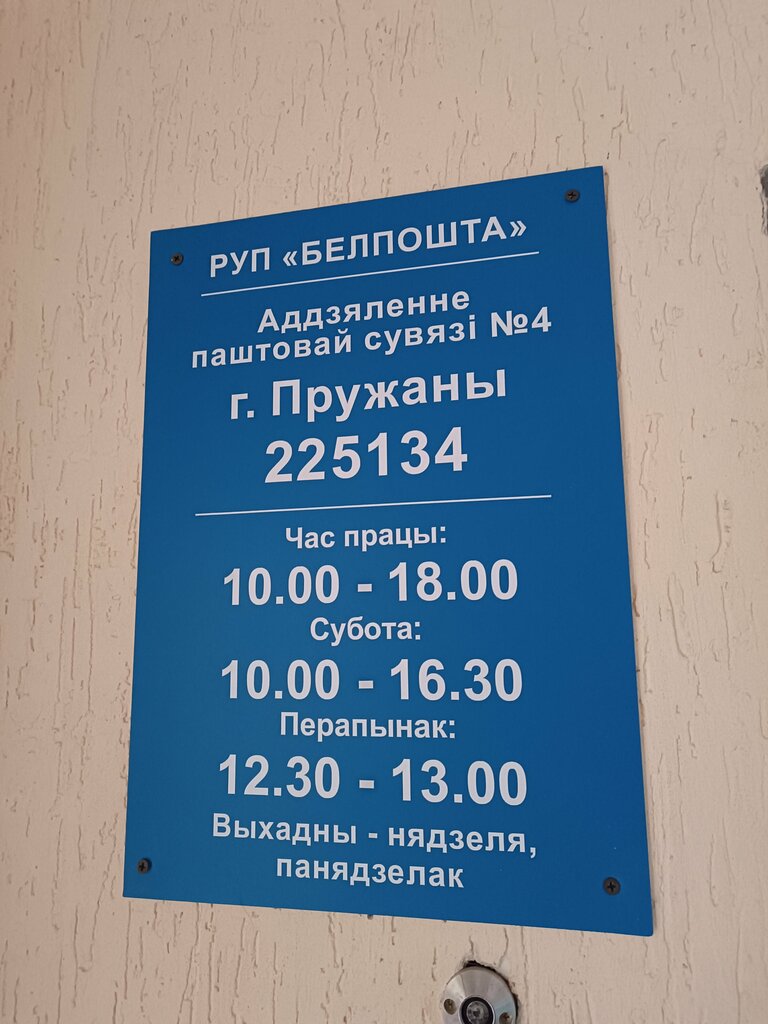 РУП «БЕЛПОШТА»
Аддзяленне
паштовай сувязі №4
г. Пружаны
225134
Час працы:
10.00 - 18.00
Субота:
10.00 - 16.30
Перапынак:
12.30 - 13.00
Выхадны - нядзеля,
панядзелак